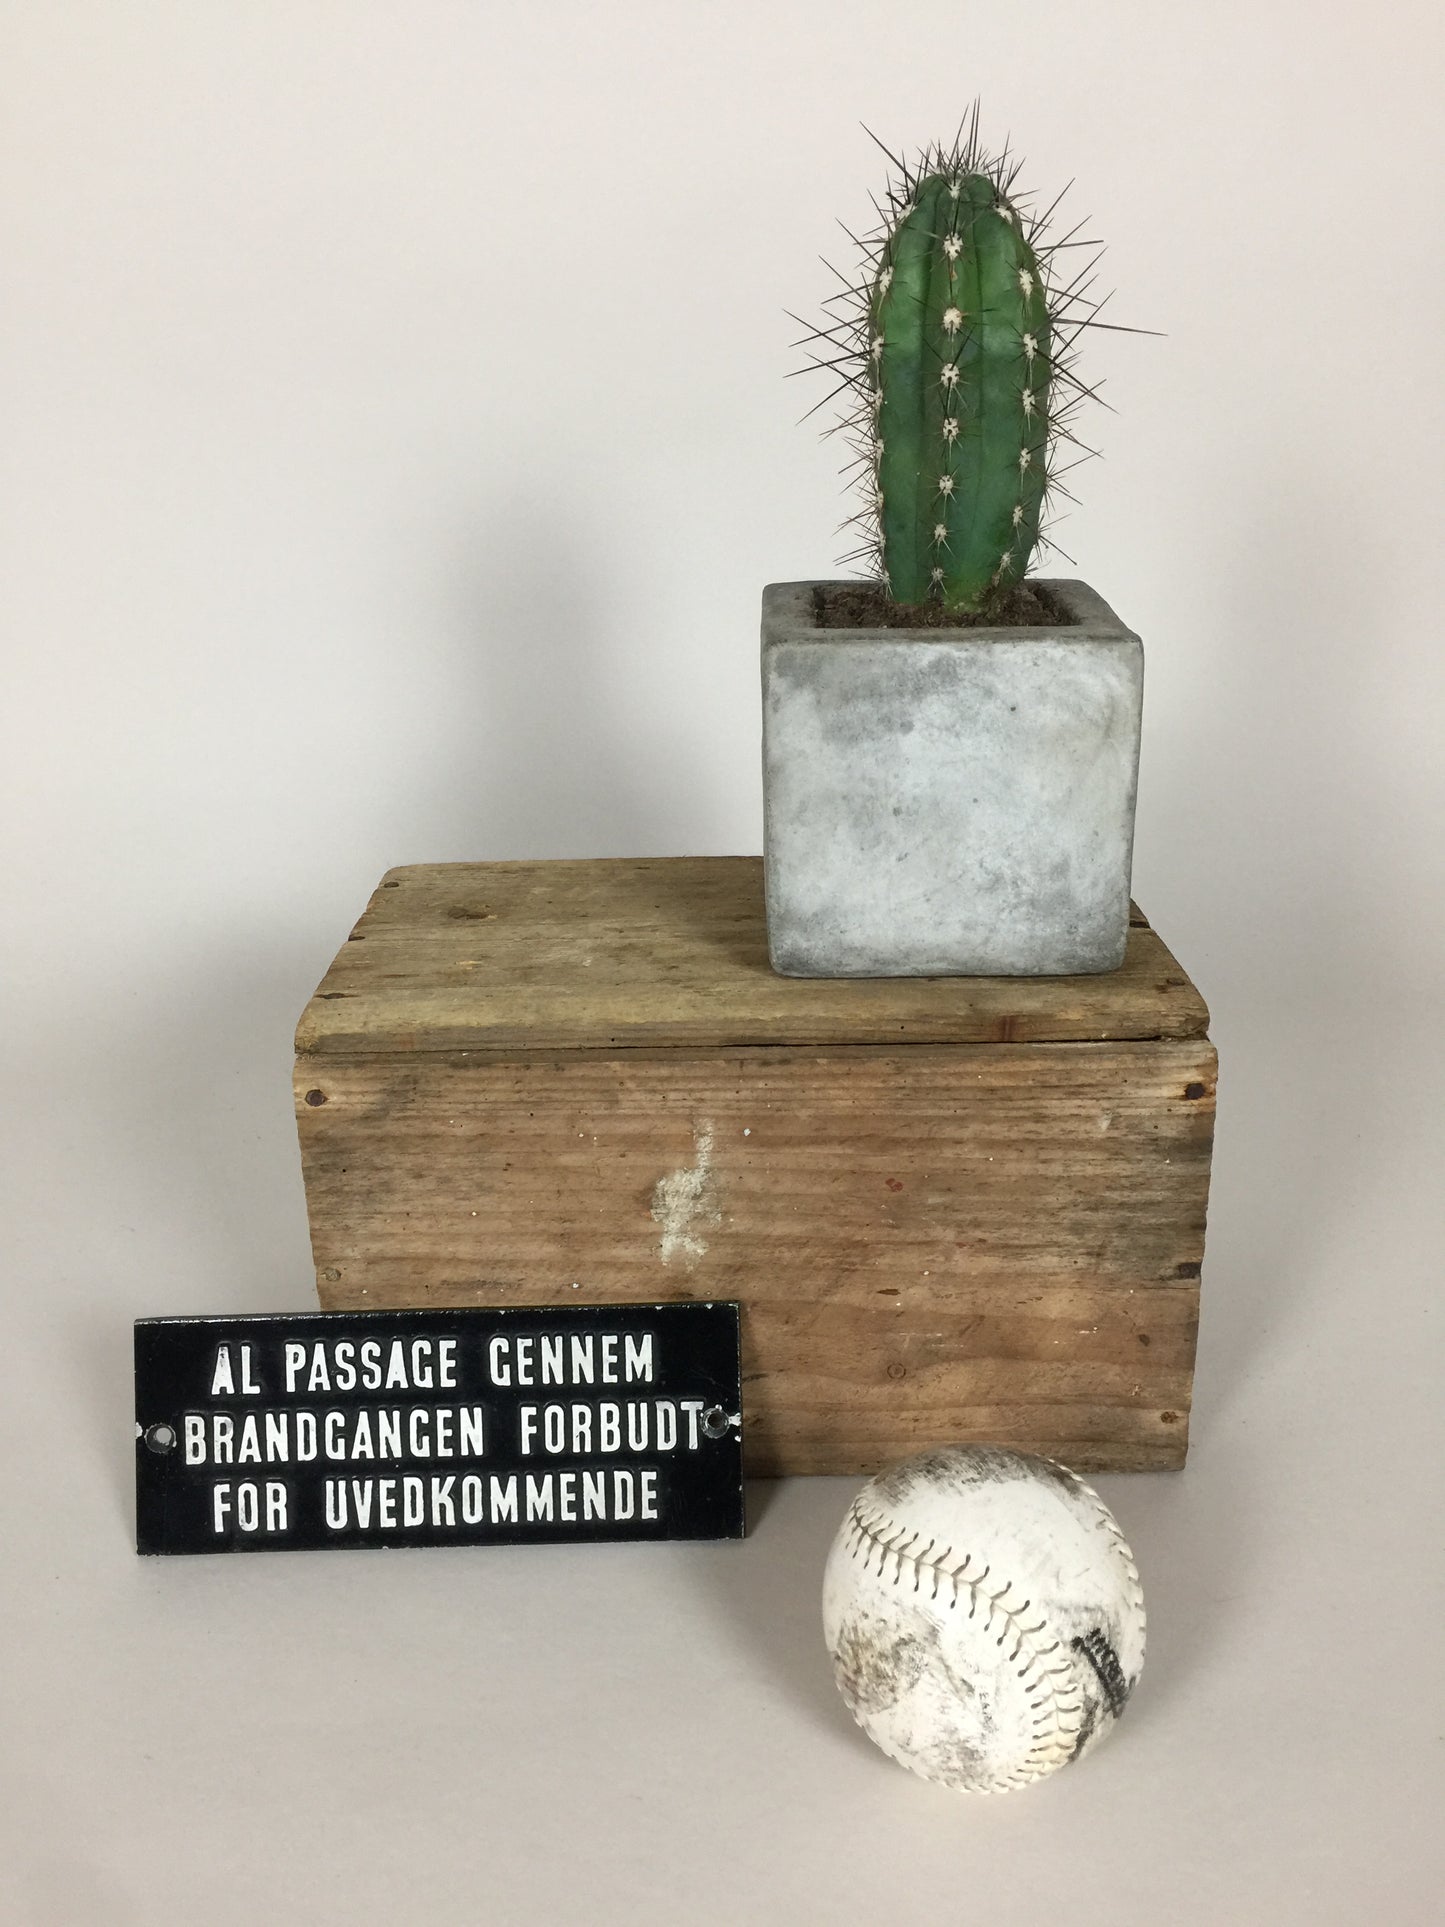 AL PASSAGE GENNEM
BRANDGANGEN FORBUDT
FOR UVEDKOMMENDE